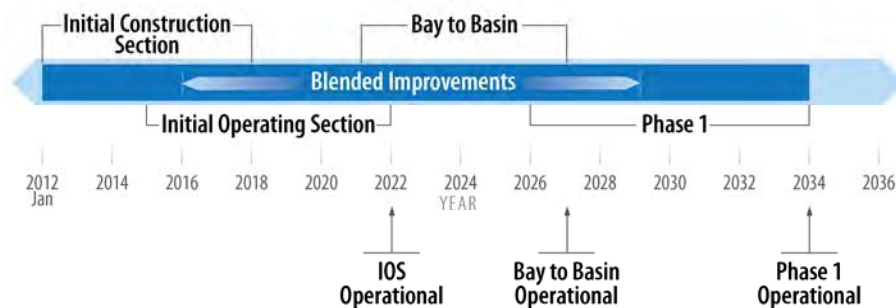 Initial Construction
Section
Bay to Basin
Blended Improvements
Initial Operating Section
Phase 1
2012
Jan
2014
2016
2018
2020
2022
2024
2026
2028
2030
2032
2034
2036
YEAR
IOS
Operational
Bay to Basin
Operational
Phase 1
Operational